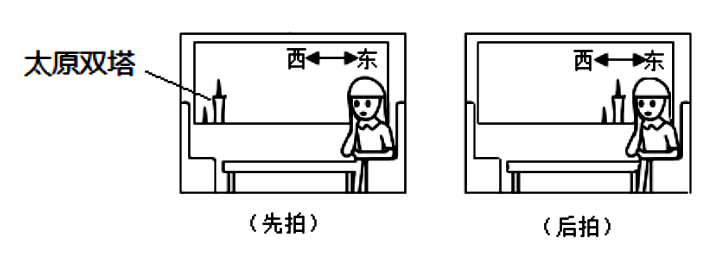 太原双塔
西 东
西 东
（先拍）
（后拍）